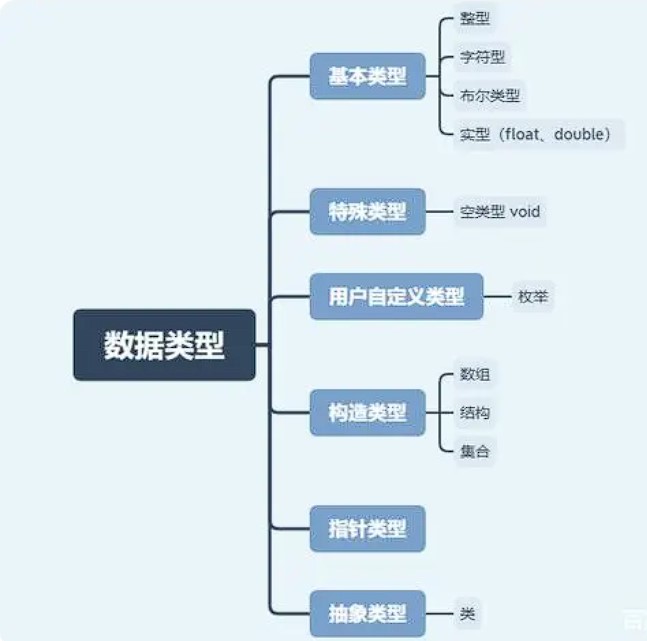 数据类型
基本类型
整型
字符型
布尔类型
实型（float、double）
特殊类型
空类型 void
用户自定义类型
枚举
构造类型
数组
结构
集合
指针类型
抽象类型
类